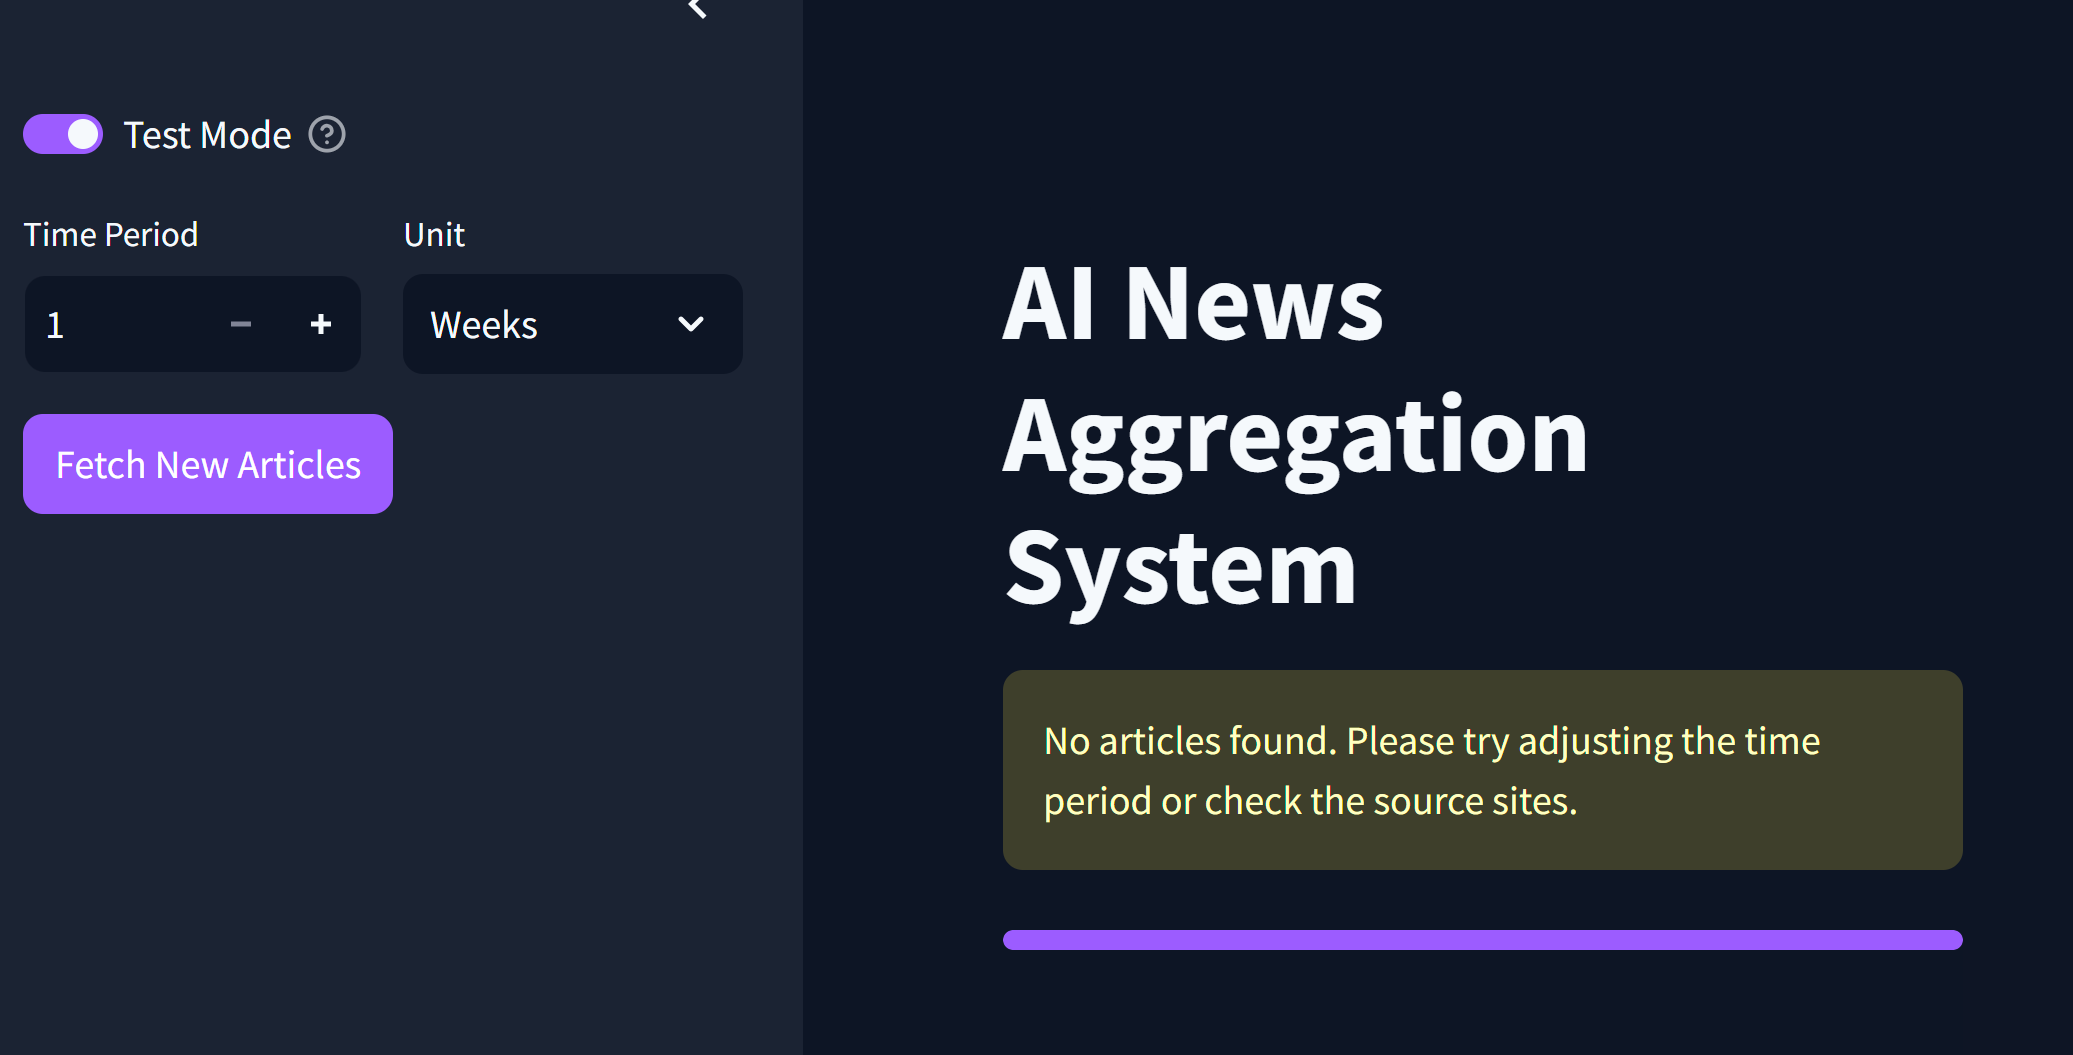 Test Mode
Time Period
Unit
1
Weeks
Fetch New Articles
AI News
Aggregation
System
No articles found. Please try adjusting the time
period or check the source sites.